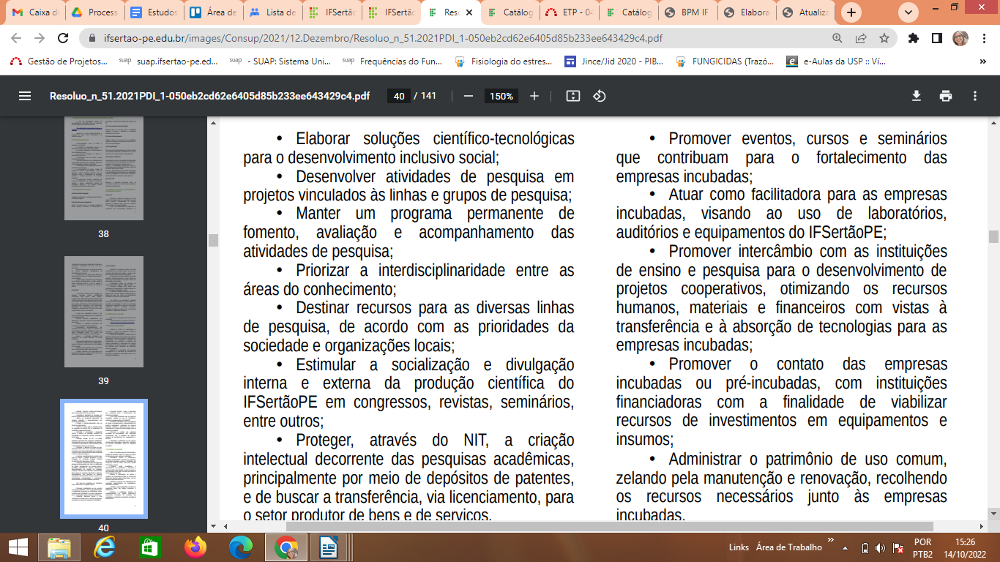 Caixa d
Process
Estudos
Área de
Lista de
IFSertã
IFSertã
Reso
Catálog
ETP - 04
Catálog
BPM IF
Elabora
Atualiza
ifsertao-pe.edu.br/images/Consup/2021/12.Dezembro/Resoluo_n_51.2021PDI_1-050eb2cd62e6405d85b233ee643429c4.pdf
Gestão de Projetos...
suap suap.ifsertao-pe.ed...
suap - SUAP: Sistema Uni...
suap Frequências do Fun...
Fisiologia do estres...
Jince/Jid 2020 - PIB...
FUNGICIDAS (Trazó...
e-Aulas da USP :: Ví...
»
Resoluo_n_51.2021PDI_1-050eb2cd62e6405d85b233ee643429c4.pdf
40 / 141
150%
38
39
40
• Elaborar soluções científico-tecnológicas
para o desenvolvimento inclusivo social;
• Desenvolver atividades de pesquisa em
projetos vinculados às linhas e grupos de pesquisa;
• Manter um programa permanente de
fomento, avaliação e acompanhamento das
atividades de pesquisa;
• Priorizar a interdisciplinaridade entre as
áreas do conhecimento;
• Destinar recursos para as diversas linhas
de pesquisa, de acordo com as prioridades da
sociedade e organizações locais;
• Estimular a socialização e divulgação
interna e externa da produção científica do
IFSertãoPE em congressos, revistas, seminários,
entre outros;
• Proteger, através do NIT, a criação
intelectual decorrente das pesquisas acadêmicas,
principalmente por meio de depósitos de patentes,
e de buscar a transferência, via licenciamento, para
o setor produtor de bens e de serviços.
• Promover eventos, cursos e seminários
que contribuam para o fortalecimento das
empresas incubadas;
• Atuar como facilitadora para as empresas
incubadas, visando ao uso de laboratórios,
auditórios e equipamentos do IFSertãoPE;
• Promover intercâmbio com as instituições
de ensino e pesquisa para o desenvolvimento de
projetos cooperativos, otimizando os recursos
humanos, materiais e financeiros com vistas a
transferência e à absorção de tecnologias para as
empresas incubadas;
• Promover o contato das empresas
incubadas ou pré-incubadas, com instituições
financiadoras com a finalidade de viabilizar
recursos de investimentos em equipamentos e
insumos;
• Administrar o patrimônio de uso comum,
zelando pela manutenção e renovação, recolhendo
os recursos necessários junto às empresas
incubadas.
Links
Área de Trabalho
»
POR
PTB2
15:26
14/10/2022